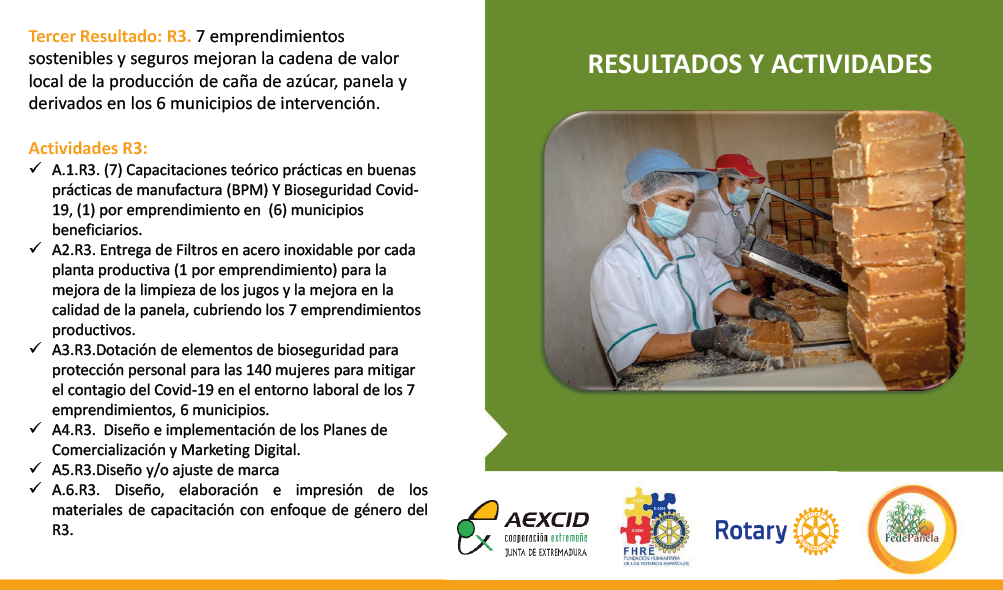 Tercer Resultado: R3. 7 emprendimientos
sostenibles y seguros mejoran la cadena de valor
local de la producción de caña de azúcar, panela y
derivados en los 6 municipios de intervención.
Actividades R3:
✓ A.1.R3. (7) Capacitaciones teórico prácticas en buenas
prácticas de manufactura (BPM) Y Bioseguridad Covid-
19, (1) por emprendimiento en (6) municipios
beneficiarios.
✓ A2.R3. Entrega de Filtros en acero inoxidable por cada
planta productiva (1 por emprendimiento) para la
mejora de la limpieza de los jugos y la mejora en la
calidad de la panela, cubriendo los 7 emprendimientos
productivos.
✓ A3.R3.Dotación de elementos de bioseguridad para
protección personal para las 140 mujeres para mitigar
el contagio del Covid-19 en el entorno laboral de los 7
emprendimientos, 6 municipios.
✓ A4.R3. Diseño e implementación de los Planes de
Comercialización y Marketing Digital.
✓ A5.R3.Diseño y/o ajuste de marca
✓ A.6.R3. Diseño, elaboración e impresión de los
materiales de capacitación con enfoque de género del
R3.
RESULTADOS Y ACTIVIDADES
AEXCID
cooperación extremeña
JUNTA DE EXTREMADURA
FHRE
FUNDACIÓN HUMANITARIA
DE LOS ROTARIOS ESPAÑOLES
Rotary
FedePanela